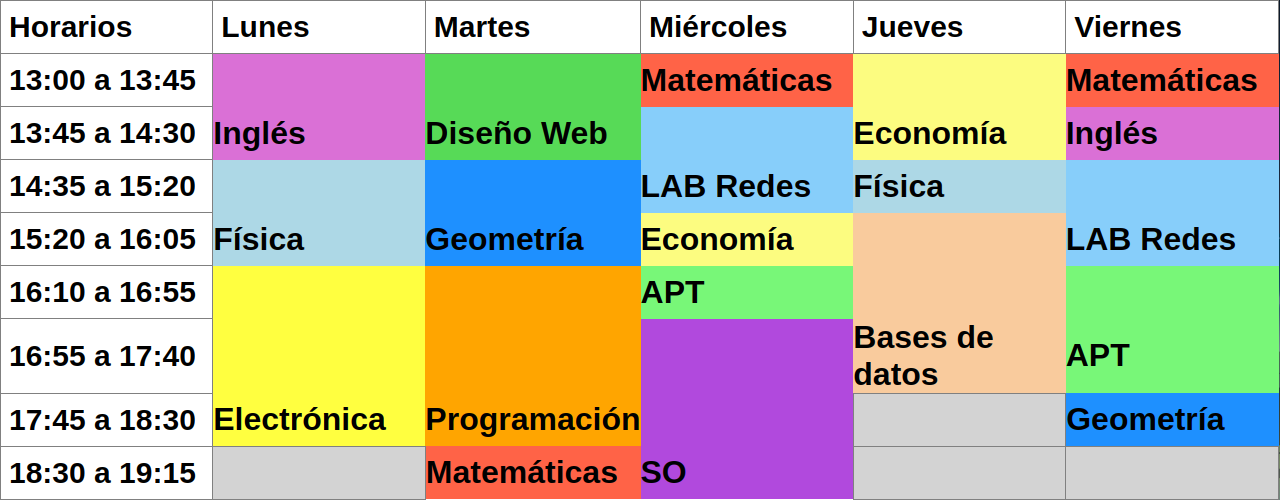 Horarios Lunes Martes Miércoles Jueves Viernes
13:00 a 13:45 Matemáticas Matemáticas
13:45 a 14:30 Inglés Diseño Web Economía Inglés
14:35 a 15:20 LAB Redes Física
15:20 a 16:05 Física Geometría Economía LAB Redes
16:10 a 16:55 APT
16:55 a 17:40 Bases de datos APT
17:45 a 18:30 Electrónica Programación Geometría
18:30 a 19:15 Matemáticas SO